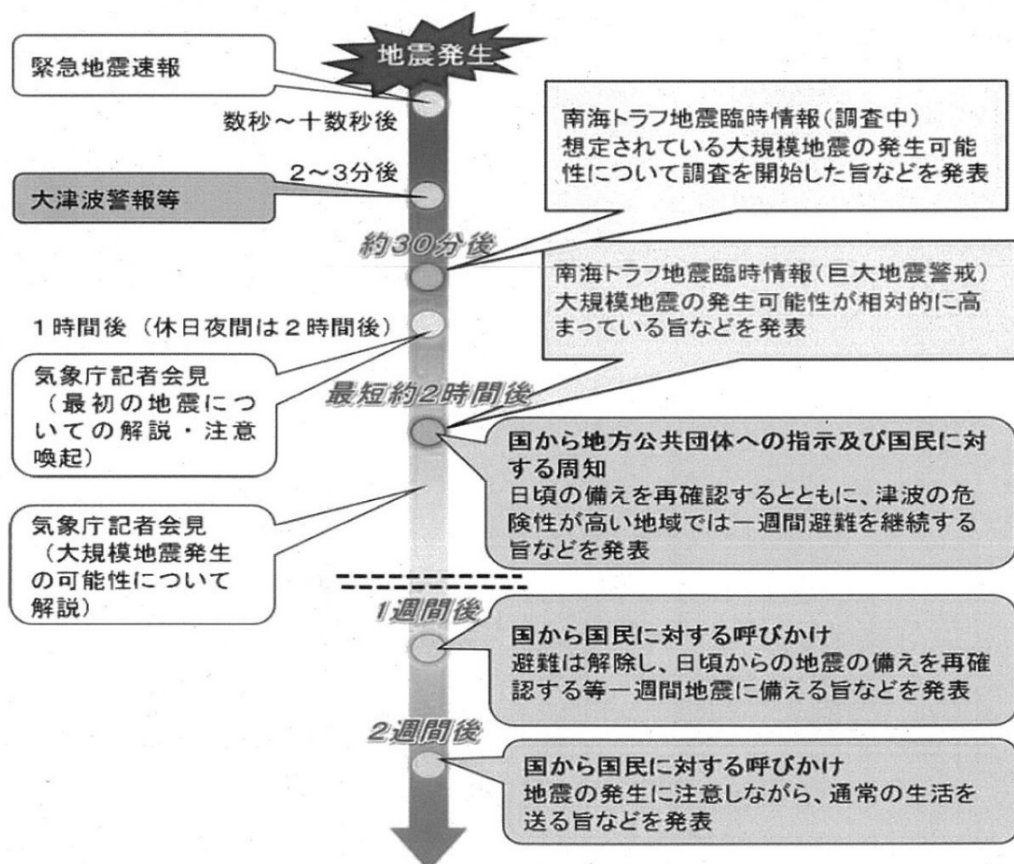 地震発生
緊急地震速報
数秒～十数秒後
2～3分後
大津波警報等
南海トラフ地震臨時情報（調査中）
想定されている大規模地震の発生可能
性について調査を開始した旨などを発表
約30分後
南海トラフ地震臨時情報（巨大地震警戒）
大規模地震の発生可能性が相対的に高
まっている旨などを発表
1時間後（休日夜間は2時間後）
気象庁記者会見
（最初の地震につ
いての解説・注意
喚起）
最短約2時間後
国から地方公共団体への指示及び国民に対
する周知
日頃の備えを再確認するとともに、津波の危
険性が高い地域では一週間避難を継続する
旨などを発表
気象庁記者会見
（大規模地震発生
の可能性について
解説）
1週間後
国から国民に対する呼びかけ
避難は解除し、日頃からの地震の備えを再確
認する等一週間地震に備える旨などを発表
2週間後
国から国民に対する呼びかけ
地震の発生に注意しながら、通常の生活を
送る旨などを発表